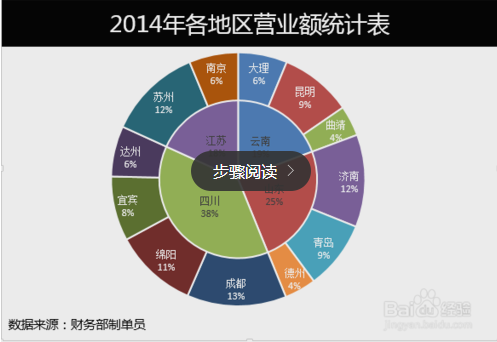 2014年各地区营业额统计表
南京
6%
大理
6%
苏州
12%
昆明
9%
曲靖
4%
达州
6%
江苏
云南
济南
12%
步骤阅读
宜宾
8%
四川
38%
25%
青岛
9%
绵阳
11%
德州
4%
成都
13%
数据来源：财务部制单员
Baidu经验
jingyan.baidu.com